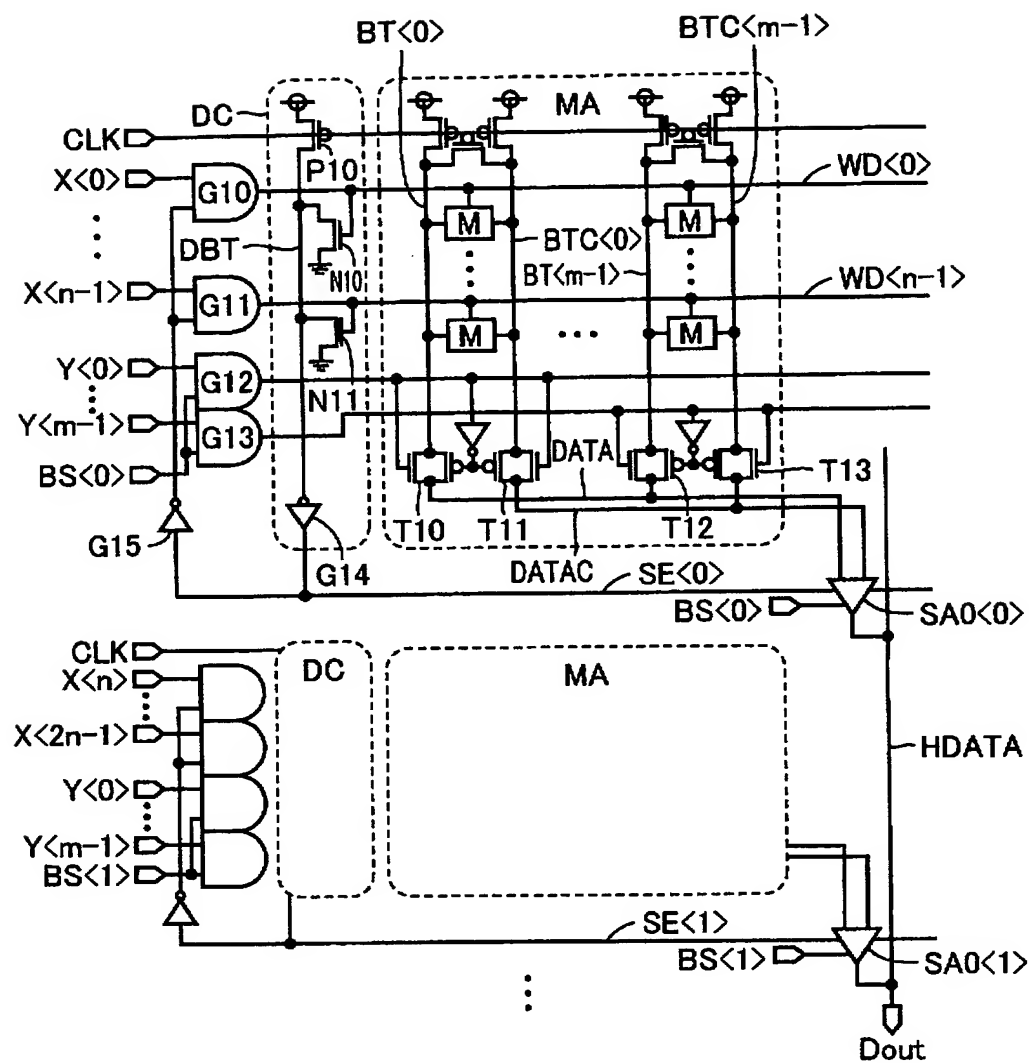 BT<0>
BTC<m-1>
DC
MA
CLK
P10
X<0>
G10
WD<0>
M
M
DBT
N10
BTC<0>
BT<m-1>
X<n-1>
G11
WD<n-1>
M
M
Y<0>
G12
N11
Y<m-1>
G13
BS<0>
DATA
T13
G15
G14
T10
T11
T12
DATAC
SE<0>
BS<0>
SA0<0>
CLK
DC
MA
X<n>
X<2n-1>
HDATA
Y<0>
Y<m-1>
BS<1>
SE<1>
BS<1>
SA0<1>
Dout